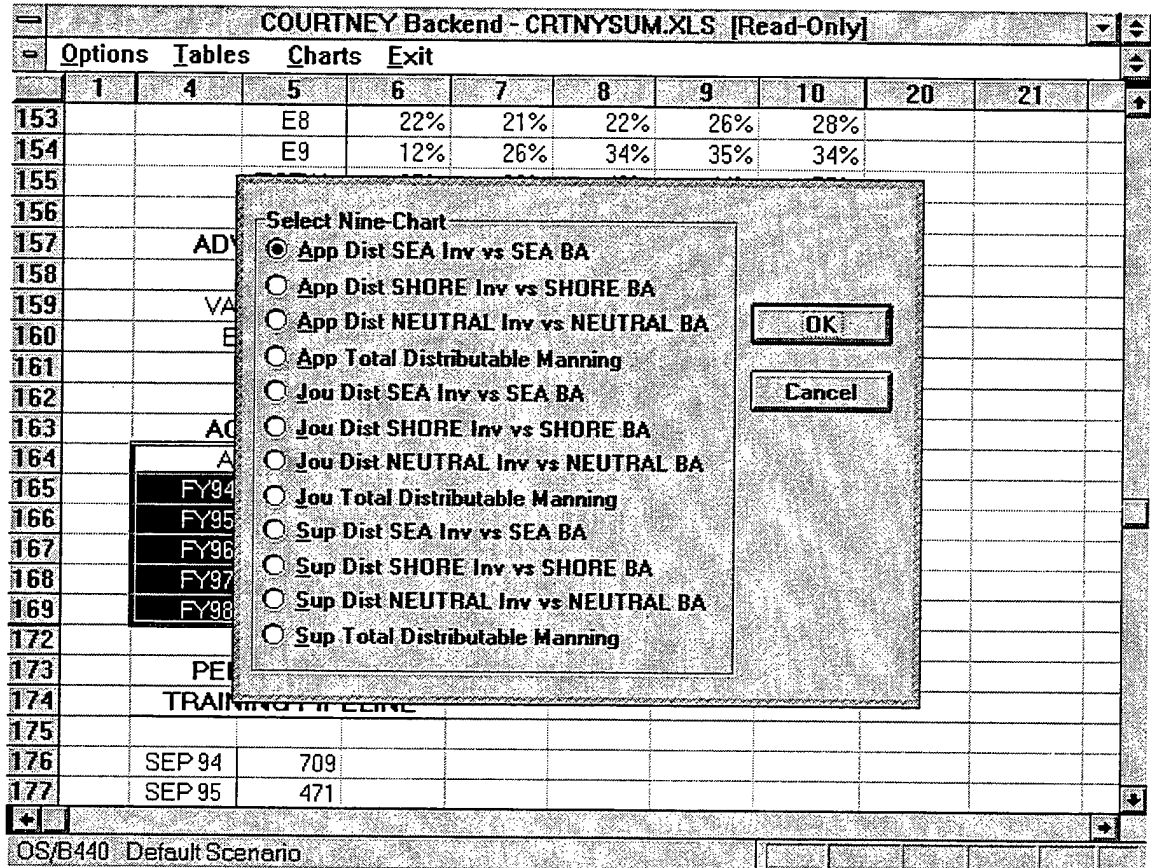 COURTNEY Backend - CRTNYSUM.XLS [Read-Only]
Options Tables Charts Exit
1 4 5 6 7 8 9 10 20 21
153 E8 22% 21% 22% 26% 28%
154 E9 12% 26% 34% 35% 34%
155
156
157 ADV
158
159 VA
160 E
161
162
163 AC
164 A
165 FY94
166 FY95
167 FY96
168 FY97
169 FY98
172
173 PE
174 TRAINING PIPELINE
175
176 SEP 94 709
177 SEP 95 471
Select Nine-Chart
App Dist SEA Inv vs SEA BA
App Dist SHORE Inv vs SHORE BA
App Dist NEUTRAL Inv vs NEUTRAL BA
App Total Distributable Manning
Jou Dist SEA Inv vs SEA BA
Jou Dist SHORE Inv vs SHORE BA
Jou Dist NEUTRAL Inv vs NEUTRAL BA
Jou Total Distributable Manning
Sup Dist SEA Inv vs SEA BA
Sup Dist SHORE Inv vs SHORE BA
Sup Dist NEUTRAL Inv vs NEUTRAL BA
Sup Total Distributable Manning
OK
Cancel
OS/B440 Default Scenario